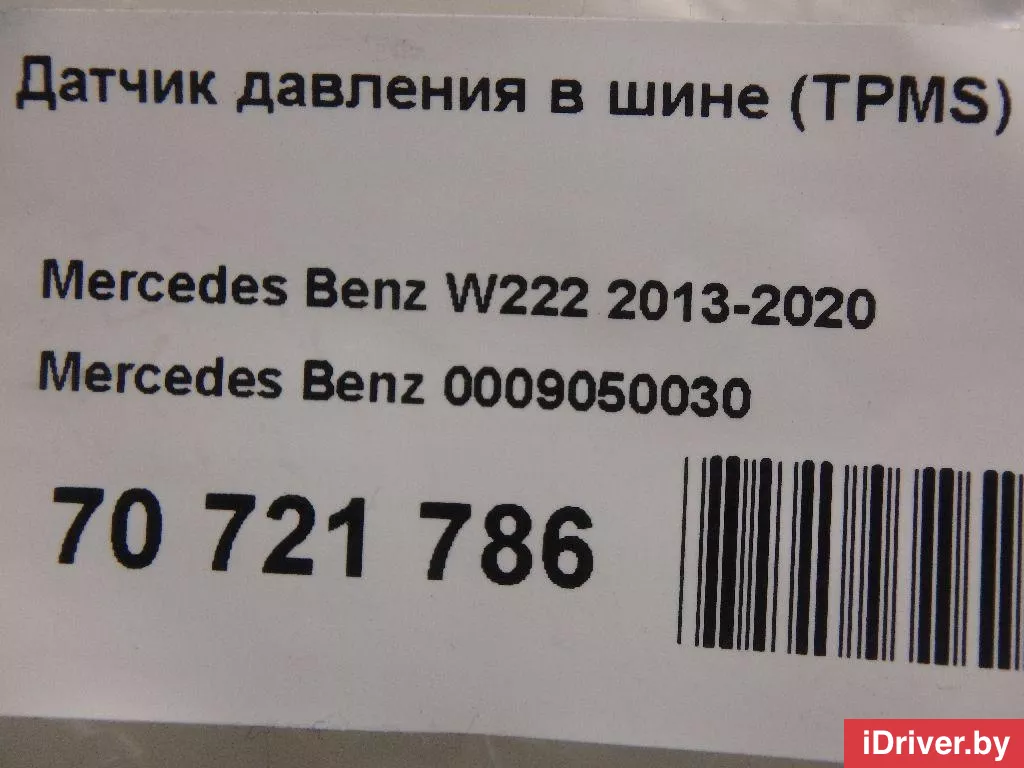 Датчик давления в шине (TPMS)
Mercedes Benz W222 2013-2020
Mercedes Benz 0009050030
70 721 786
iDriver.by